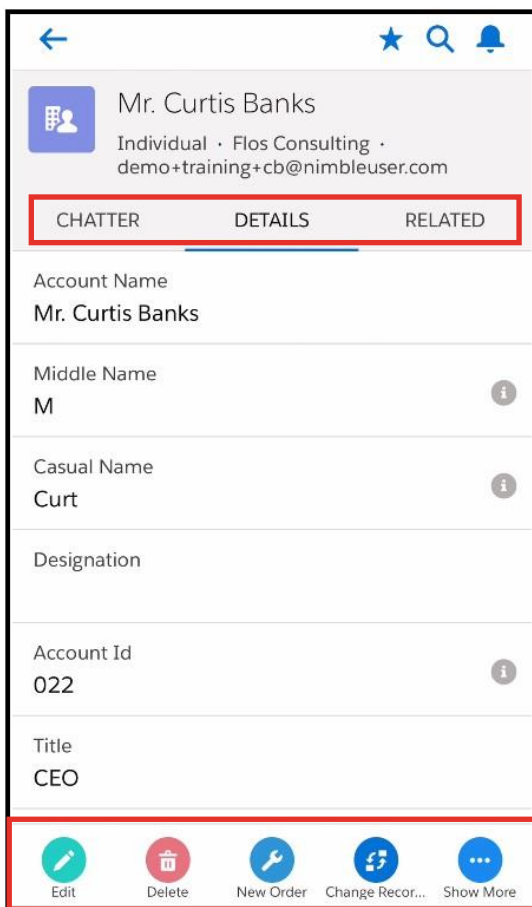 Mr. Curtis Banks
Individual · Flos Consulting ·
demo+training+cb@nimbleuser.com
CHATTER DETAILS RELATED
Account Name
Mr. Curtis Banks
Middle Name
M
Casual Name
Curt
Designation
Account Id
022
Title
CEO
Edit Delete New Order Change Recor... Show More